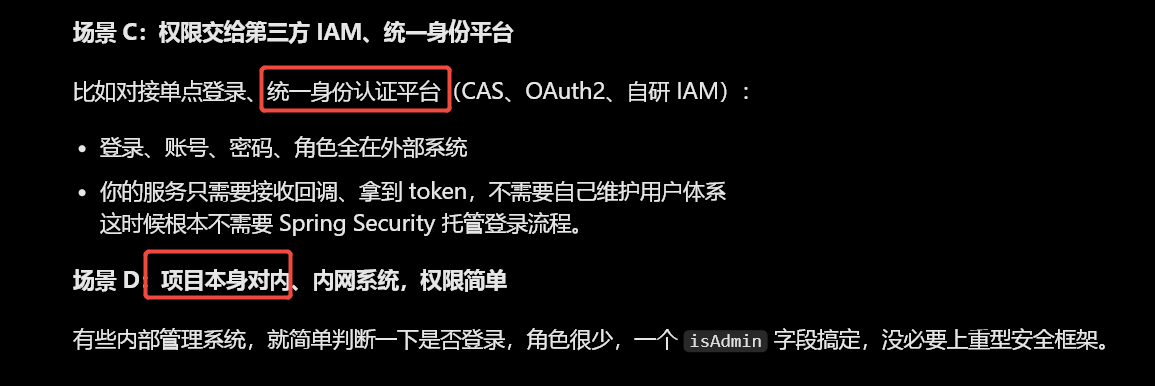 场景 C：权限交给第三方 IAM、统一身份平台
比如对接单点登录、统一身份认证平台（CAS、OAuth2、自研 IAM）：
• 登录、账号、密码、角色全在外部系统
• 你的服务只需要接收回调、拿到 token，不需要自己维护用户体系
这时候根本不需要 Spring Security 托管登录流程。
场景 D：项目本身对内、内网系统，权限简单
有些内部管理系统，就简单判断一下是否登录，角色很少，一个 isAdmin 字段搞定，没必要上重型安全框架。